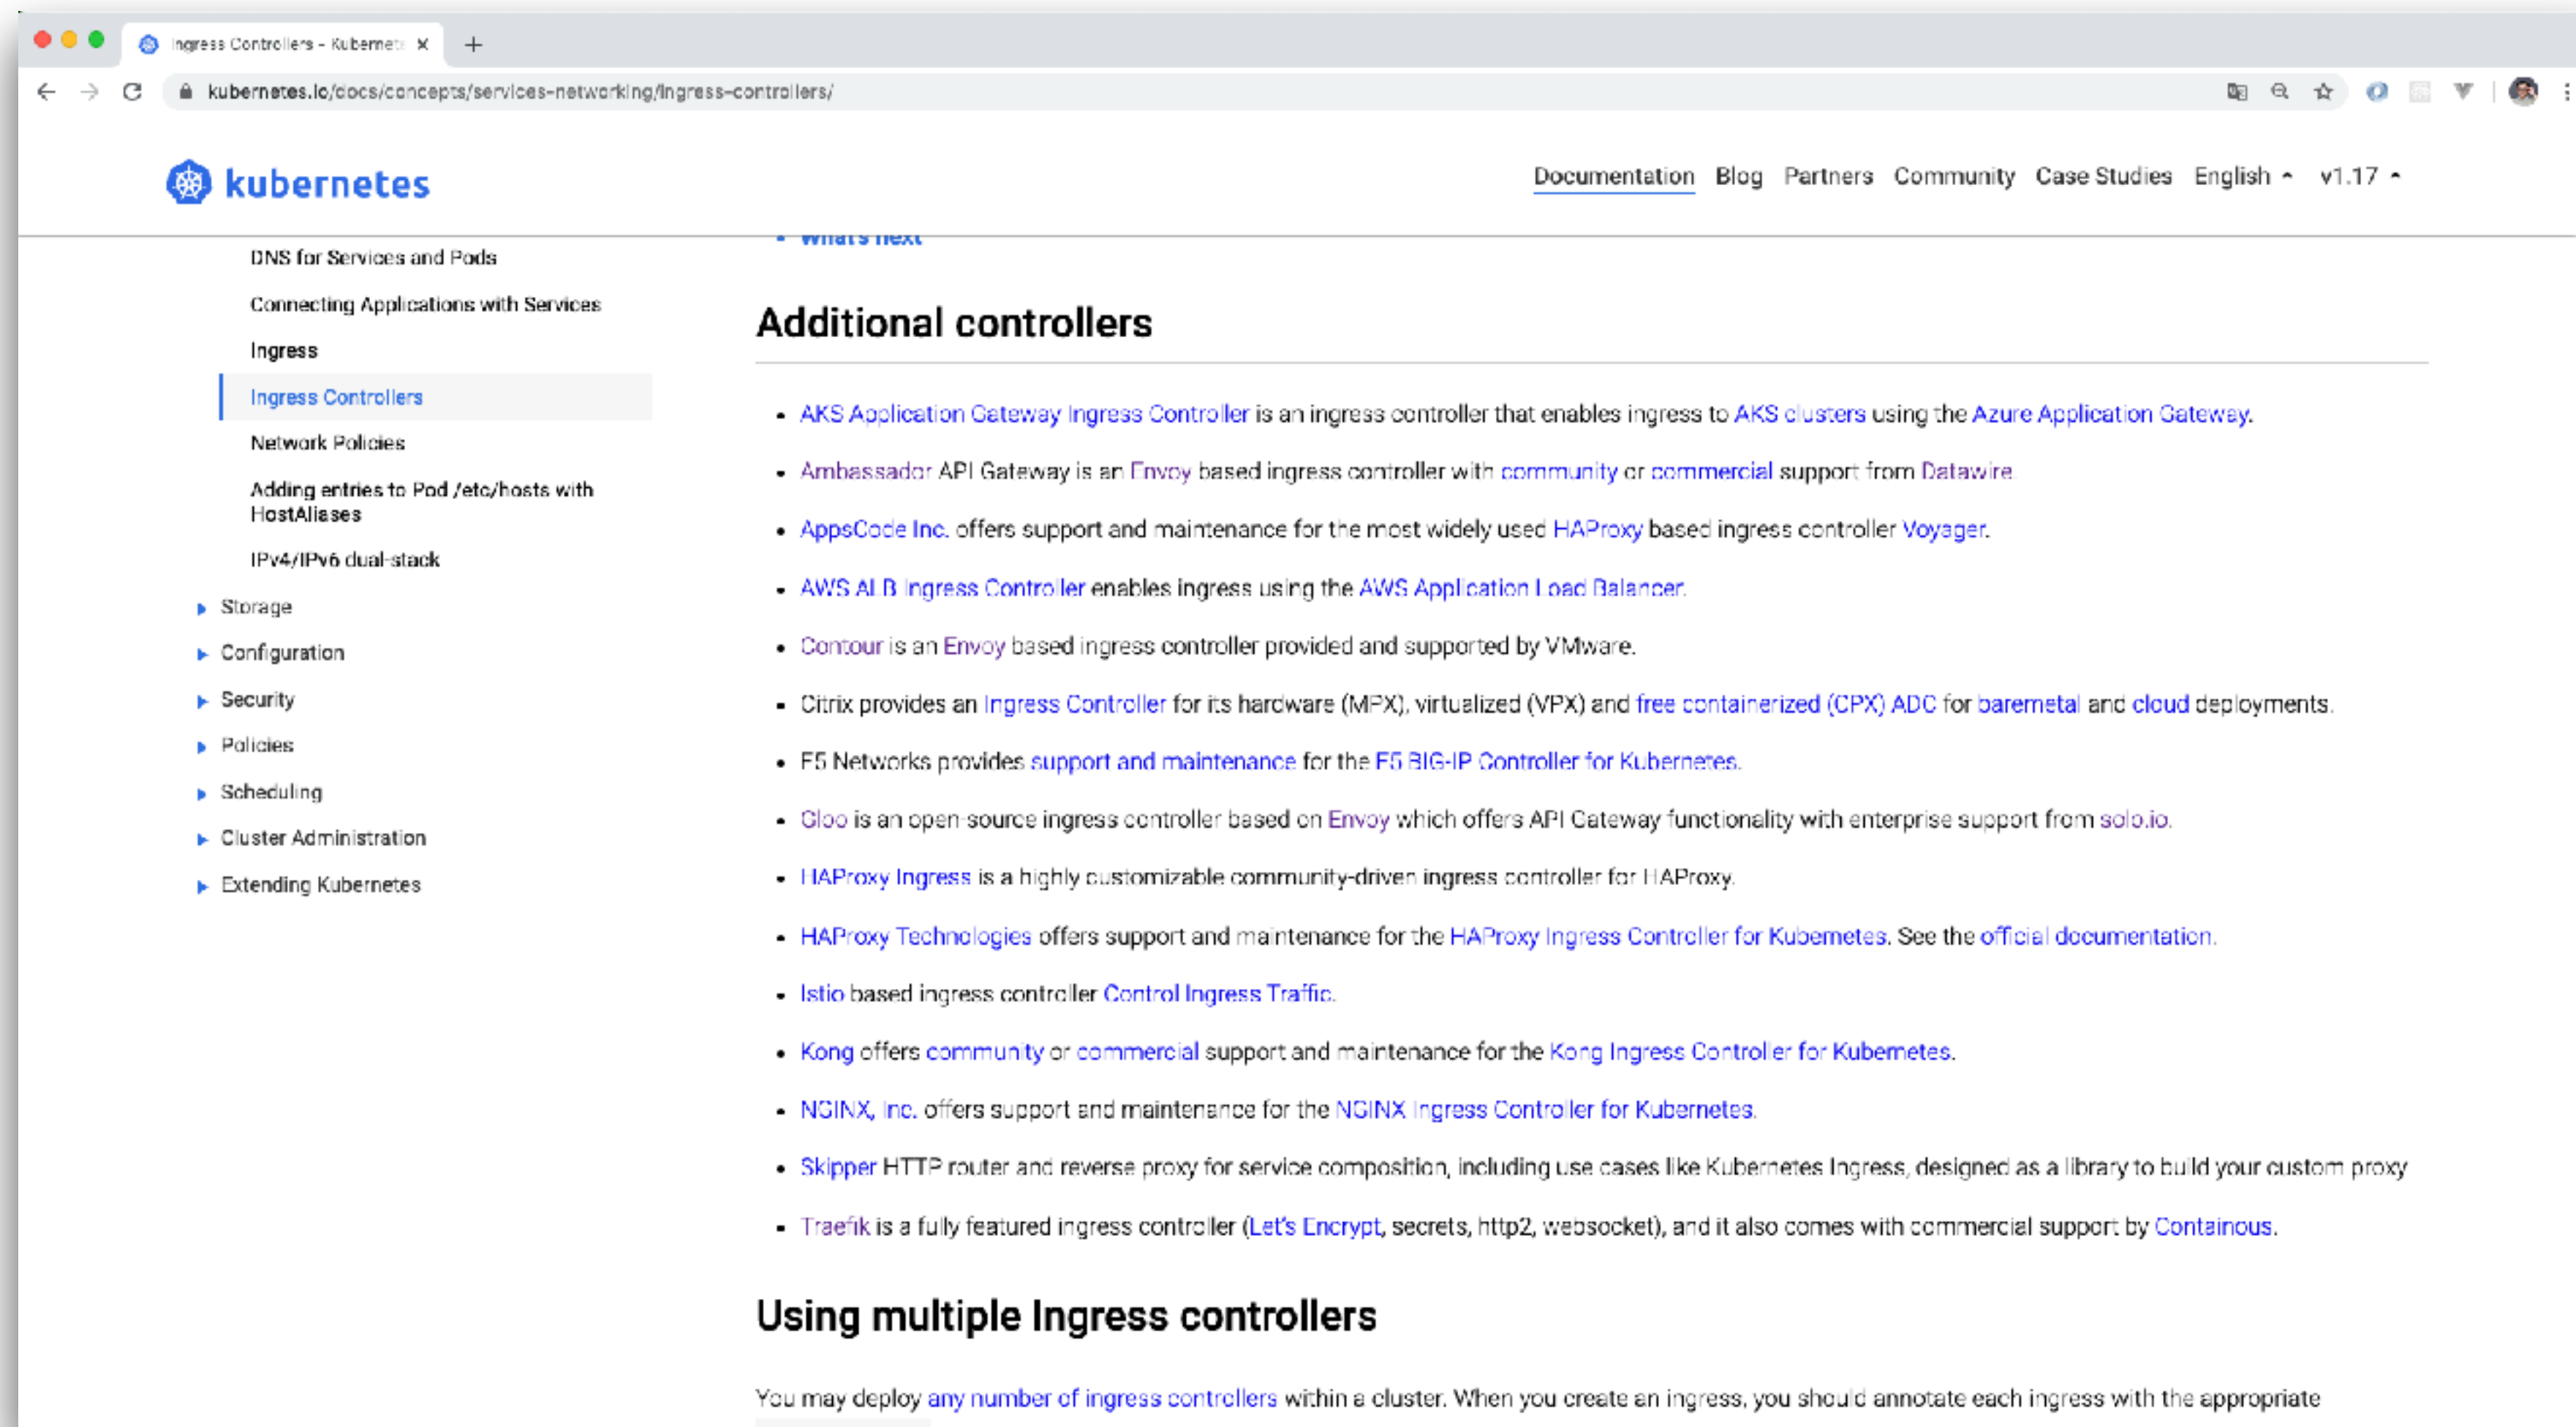 Ingress Controllers – Kubernet
kubernetes.io/docs/concepts/services-networking/ingress-controllers/
kubernetes
Documentation Blog Partners Community Case Studies English v1.17
What's next
DNS for Services and Pods
Connecting Applications with Services
Ingress
Ingress Controllers
Network Policies
Adding entries to Pod /etc/hosts with
HostAliases
IPv4/IPv6 dual-stack
Storage
Configuration
Security
Policies
Scheduling
Cluster Administration
Extending Kubernetes
Additional controllers
• AKS Application Gateway Ingress Controller is an ingress controller that enables ingress to AKS clusters using the Azure Application Gateway.
• Ambassador API Gateway is an Envoy based ingress controller with community or commercial support from Datawire.
• AppsCode Inc. offers support and maintenance for the most widely used HAProxy based ingress controller Voyager.
• AWS ALB Ingress Controller enables ingress using the AWS Application Load Balancer.
• Contour is an Envoy based ingress controller provided and supported by VMware.
• Citrix provides an Ingress Controller for its hardware (MPX), virtualized (VPX) and free containerized (CPX) ADC for baremetal and cloud deployments.
• F5 Networks provides support and maintenance for the F5 BIG-IP Controller for Kubernetes.
• Gloo is an open-source ingress controller based on Envoy which offers API Gateway functionality with enterprise support from solo.io.
• HAProxy Ingress is a highly customizable community-driven ingress controller for HAProxy.
• HAProxy Technologies offers support and maintenance for the HAProxy Ingress Controller for Kubernetes. See the official documentation.
• Istio based ingress controller Control Ingress Traffic.
• Kong offers community or commercial support and maintenance for the Kong Ingress Controller for Kubernetes.
• NGINX, Inc. offers support and maintenance for the NGINX Ingress Controller for Kubernetes.
• Skipper HTTP router and reverse proxy for service composition, including use cases like Kubernetes Ingress, designed as a library to build your custom proxy
• Traefik is a fully featured ingress controller (Let's Encrypt, secrets, http2, websocket), and it also comes with commercial support by Containous.
Using multiple Ingress controllers
You may deploy any number of ingress controllers within a cluster. When you create an ingress, you should annotate each ingress with the appropriate